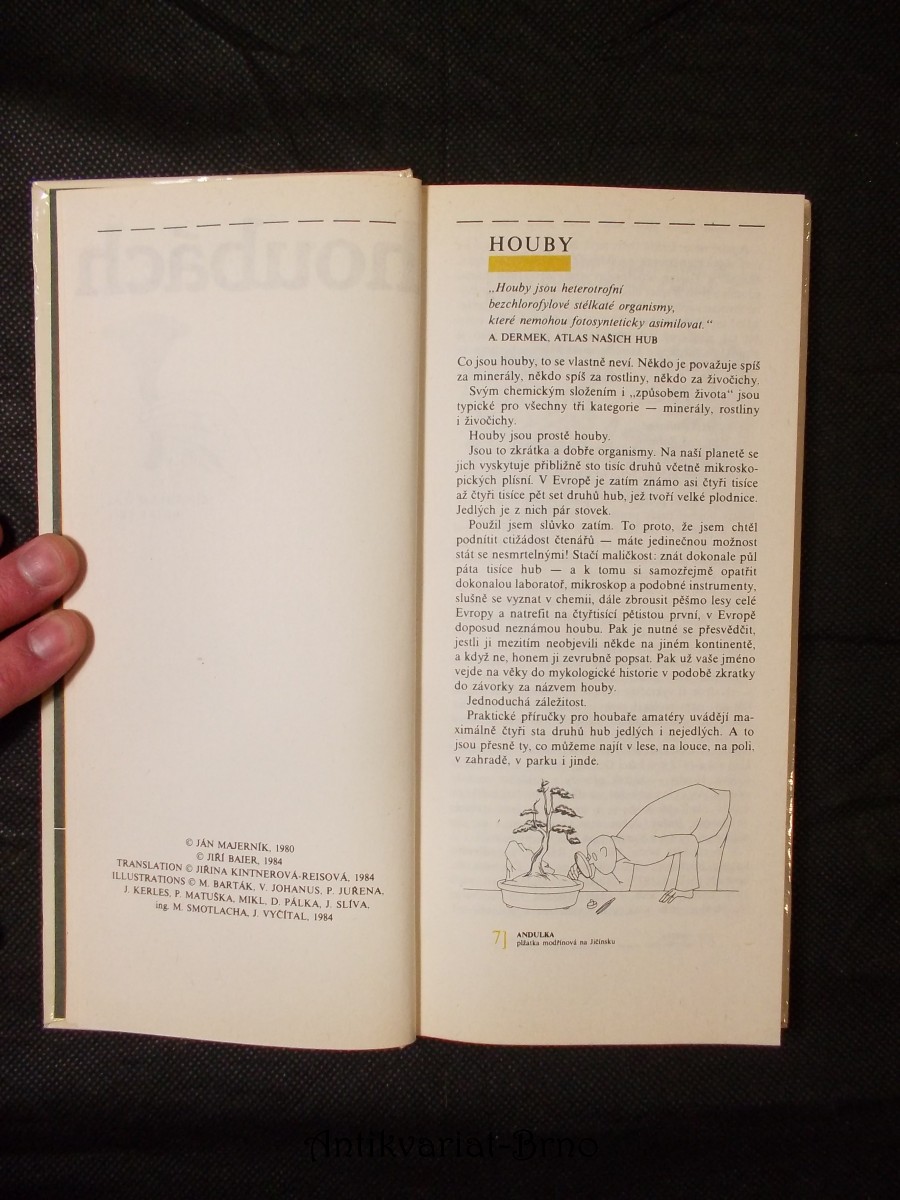 © JÁN MAJERNÍK, 1980
© JIŘÍ BAIER, 1984
TRANSLATION © JIŘINA KINTNEROVÁ-REISOVÁ, 1984
ILLUSTRATIONS © M. BARTÁK, V. JOHANUS, P. JUŘENA,
J. KERLES, P. MATUŠKA, MIKL. D. PÁLKA, J. SLÍVA,
ing. M. SMOTLACHA, J. VYČÍTAL, 1984
HOUBY
„Houby jsou heterotrofní
bezchlorofylové stélkaté organismy,
které nemohou fotosynteticky asimilovat."
A. DERMEK, ATLAS NAŠICH HUB
Co jsou houby, to se vlastně neví. Někdo je považuje spíš
za minerály, někdo spíš za rostliny, někdo za živočichy.
Svým chemickým složením i „způsobem života" jsou
typické pro všechny tři kategorie — minerály, rostliny
i živočichy.
Houby jsou prostě houby.
Jsou to zkrátka a dobře organismy. Na naší planetě se
jich vyskytuje přibližně sto tisíc druhů včetně mikrosko-
pických plísní. V Evropě je zatím známo asi čtyři tisíce
až čtyři tisíce pět set druhů hub, jež tvoří velké plodnice.
Jedlých je z nich pár stovek.
Použil jsem slůvko zatím. To proto, že jsem chtěl
podnítit ctižádost čtenářů — máte jedinečnou možnost
stát se nesmrtelnými! Stačí maličkost: znát dokonale půl
páta tisíce hub — a k tomu si samozřejmě opatřit
dokonalou laboratoř, mikroskop a podobné instrumenty,
slušně se vyznat v chemii, dále zbrousit pěšmo lesy celé
Evropy a natrefit na čtyřtisící pětistou první, v Evropě
doposud neznámou houbu. Pak je nutné se přesvědčit,
jestli ji mezitím neobjevili někde na jiném kontinentě,
a když ne, honem ji zevrubně popsat. Pak už vaše jméno
vejde na věky do mykologické historie v podobě zkratky
do závorky za názvem houby.
Jednoduchá záležitost.
Praktické příručky pro houbaře amatéry uvádějí ma-
ximálně čtyři sta druhů hub jedlých i nejedlých. A to
jsou přesně ty, co můžeme najít v lese, na louce, na poli,
v zahradě, v parku i jinde.
7] ANDULKA
plžatka modřínová na Jičínsku
Antikvariat-Brno